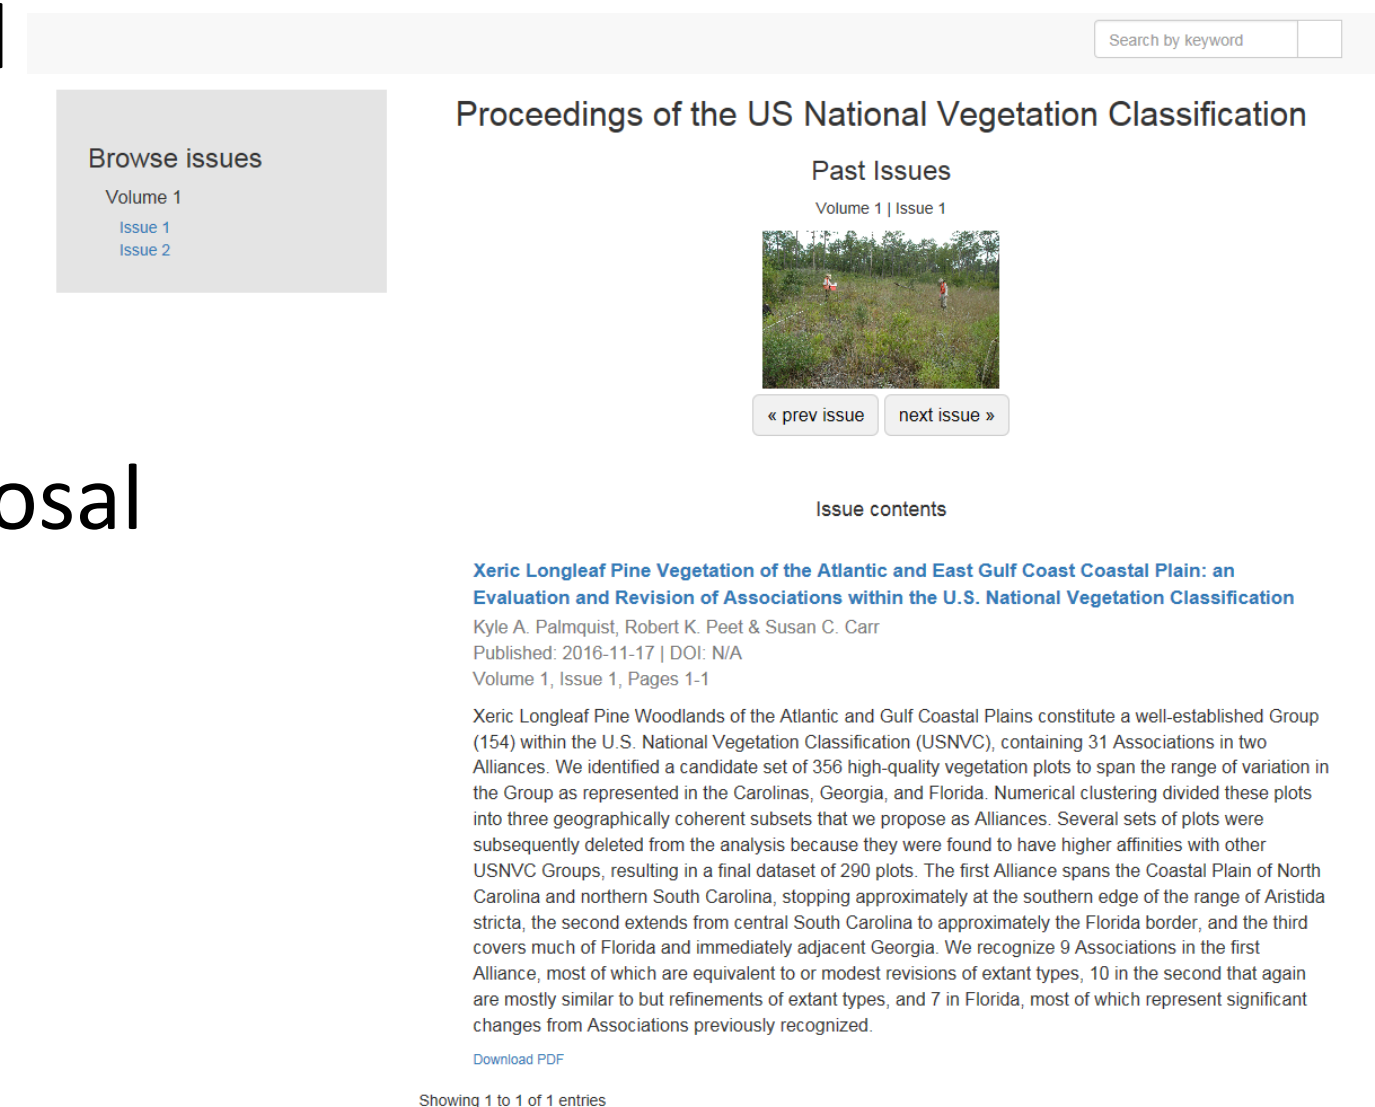 Search by keyword
Browse issues
Volume 1
Issue 1
Issue 2
osal
Proceedings of the US National Vegetation Classification
Past Issues
Volume 1 | Issue 1
« prev issue next issue »
Issue contents
Xeric Longleaf Pine Vegetation of the Atlantic and East Gulf Coast Coastal Plain: an
Evaluation and Revision of Associations within the U.S. National Vegetation Classification
Kyle A. Palmquist, Robert K. Peet & Susan C. Carr
Published: 2016-11-17 | DOI: N/A
Volume 1, Issue 1, Pages 1-1
Xeric Longleaf Pine Woodlands of the Atlantic and Gulf Coastal Plains constitute a well-established Group
(154) within the U.S. National Vegetation Classification (USNVC), containing 31 Associations in two
Alliances. We identified a candidate set of 356 high-quality vegetation plots to span the range of variation in
the Group as represented in the Carolinas, Georgia, and Florida. Numerical clustering divided these plots
into three geographically coherent subsets that we propose as Alliances. Several sets of plots were
subsequently deleted from the analysis because they were found to have higher affinities with other
USNVC Groups, resulting in a final dataset of 290 plots. The first Alliance spans the Coastal Plain of North
Carolina and northern South Carolina, stopping approximately at the southern edge of the range of Aristida
stricta, the second extends from central South Carolina to approximately the Florida border, and the third
covers much of Florida and immediately adjacent Georgia. We recognize 9 Associations in the first
Alliance, most of which are equivalent to or modest revisions of extant types, 10 in the second that again
are mostly similar to but refinements of extant types, and 7 in Florida, most of which represent significant
changes from Associations previously recognized.
Download PDF
Showing 1 to 1 of 1 entries